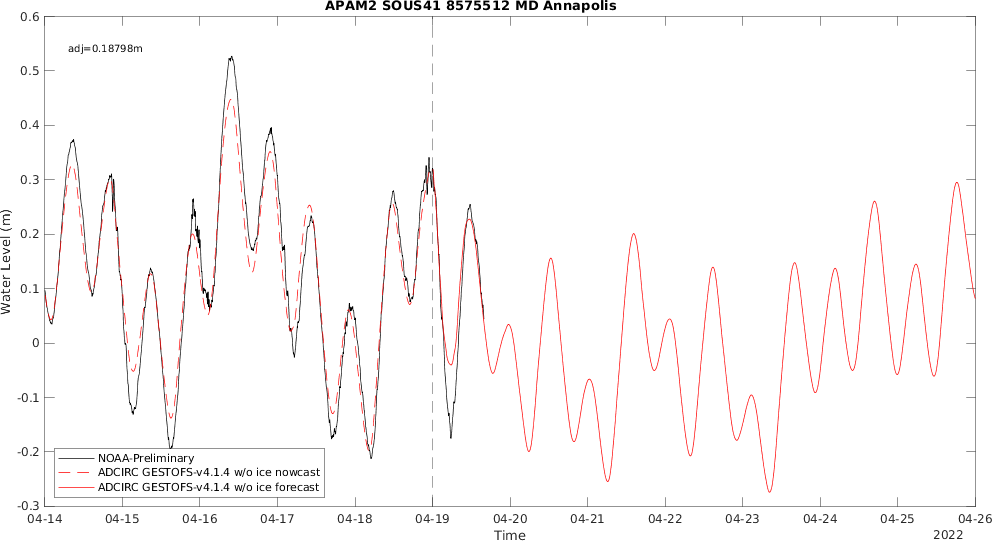 APAM2 SOUS41 8575512 MD Annapolis
adj=0.18798m
0.6
0.5
0.4
0.3
0.2
0.1
0
-0.1
-0.2
-0.3
Water Level (m)
NOAA-Preliminary
ADCIRC GESTOFS-v4.1.4 w/o ice nowcast
ADCIRC GESTOFS-v4.1.4 w/o ice forecast
04-14 04-15 04-16 04-17 04-18 04-19 04-20 04-21 04-22 04-23 04-24 04-25 04-26
Time
2022